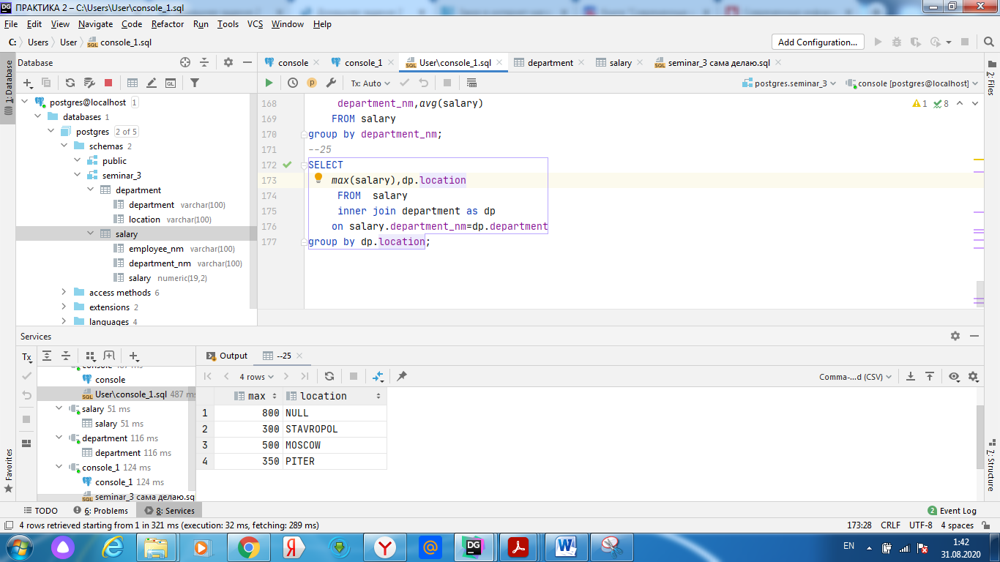 ПРАКТИКА 2 – C:\Users\User\console_1.sql
File Edit View Navigate Code Refactor Run Tools VCS Window Help
C: Users User console_1.sql Add Configuration...
1: Database
Favorites
2: Files
7: Structure
Database
postgres@localhost 1
databases 1
postgres 2 of 5
schemas 2
public
seminar_3
department
department varchar(100)
location varchar(100)
salary
employee_nm varchar(100)
department_nm varchar(100)
salary numeric(19,2)
access methods 6
extensions 2
languages 4
console console_1 User\console_1.sql department salary seminar_3 сама делаю.sql
Tx: Auto postgres.seminar_3 console [postgres@localhost]
1 8
168 department_nm,avg(salary)
169 FROM salary
170 group by department_nm;
171 --25
172 SELECT
173 max(salary),dp.location
174 FROM  salary
175 inner join department as dp
176 on salary.department_nm=dp.department
177 group by dp.location;
Services
Tx
console 487 ms
console
User\console_1.sql 487 ms
salary 51 ms
salary 51 ms
department 116 ms
department 116 ms
console_1 124 ms
console_1 124 ms
seminar_3 сама делаю.sql
Output --25
4 rows Comma-...d (CSV)
max location
1 800 NULL
2 300 STAVROPOL
3 500 MOSCOW
4 350 PITER
TODO 6: Problems 8: Services 2 Event Log
4 rows retrieved starting from 1 in 321 ms (execution: 32 ms, fetching: 289 ms) 173:28 CRLF UTF-8 4 spaces
EN 1:42
31.08.2020